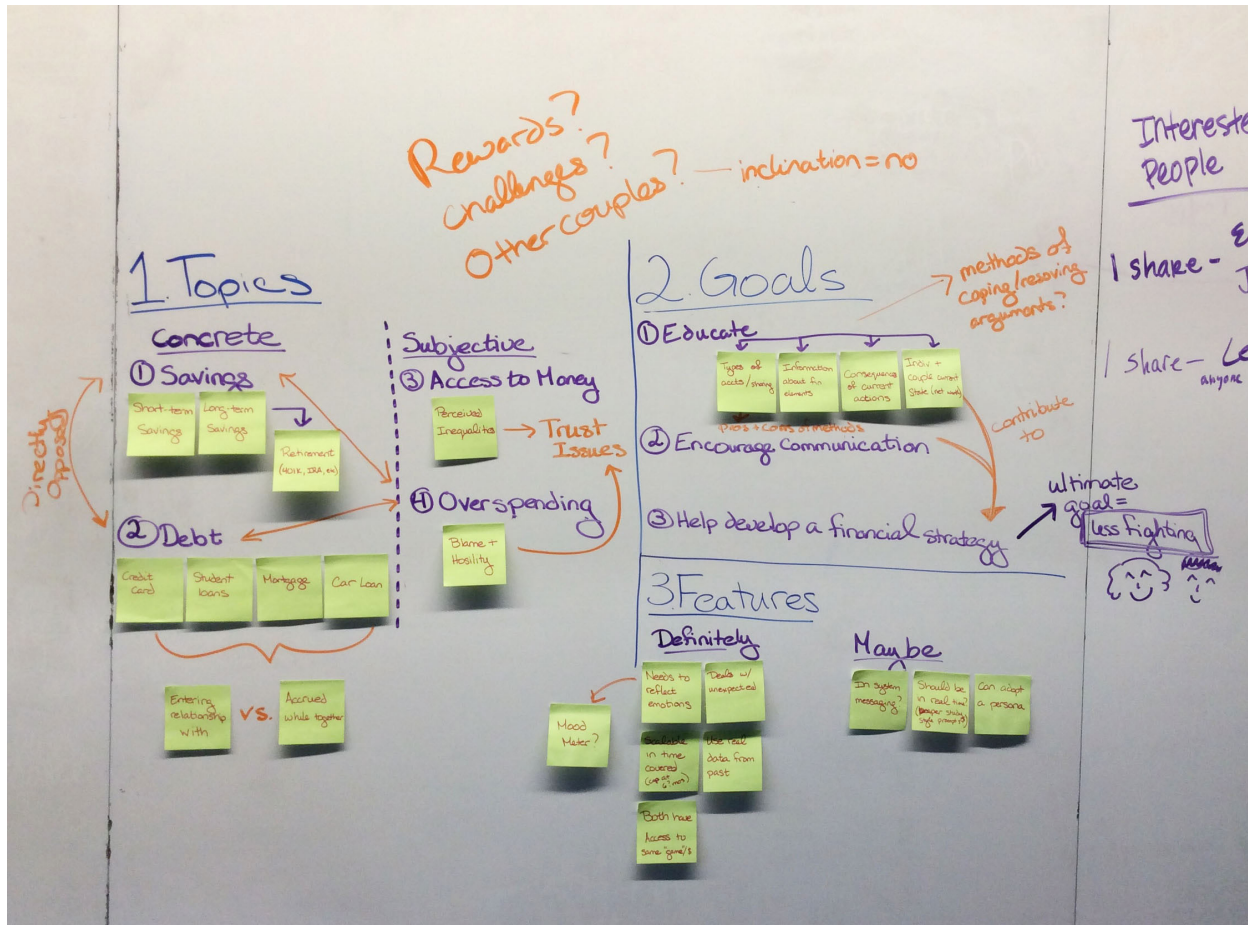 Rewards?
Challenges?
Other Couples? — inclination = no
Intereste
People
1 share -
1 share -
anyone
1. Topics
Concrete
① Savings
Short-term
Savings
Long-term
Savings
Retirement
(401K, IRA, etc)
Directly
Opposed
② Debt
Credit
Card
Student
loans
Mortgage
Car Loan
Entering
relationship
with
vs.
Accrued
while together
Subjective
③ Access to Money
Perceived
Inequalities
Trust
Issues
④ Overspending
Blame +
Hosility
2. Goals
① Educate
methods of
coping/resoving
arguments?
Types of
accts/sharing
Information
about fin
elements
Consequences
of current
actions
Indiv +
couple current
State (net worth)
pros + cons of methods
② Encourage Communication
contribute
to
③ Help develop a financial strategy
ultimate
goal =
less fighting
3. Features
Definitely
Needs to
reflect
emotions
Deals w/
unexpected
Mood
Meter?
Scalable
in time
covered
Use real
data from
past
Both have
Access to
same "game"/$
Maybe
In system
messaging?
Should be
in real time?
style prompts?
Can adopt
a persona